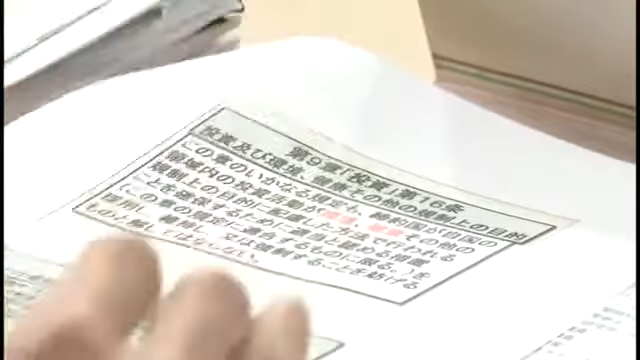 第9章「投資」第16条
投資及び環境、健康その他の規制上の目的
この章のいかなる規定も、締約国が自国の
領域内の投資活動が環境、健康その他の
規制上の目的に配慮した方法で行われる
ことを確保するために適当と認める措置
(この章の規定に適合するものに限る。)を
採用し、維持し、又は強制することを妨げる
ものと解してはならない。